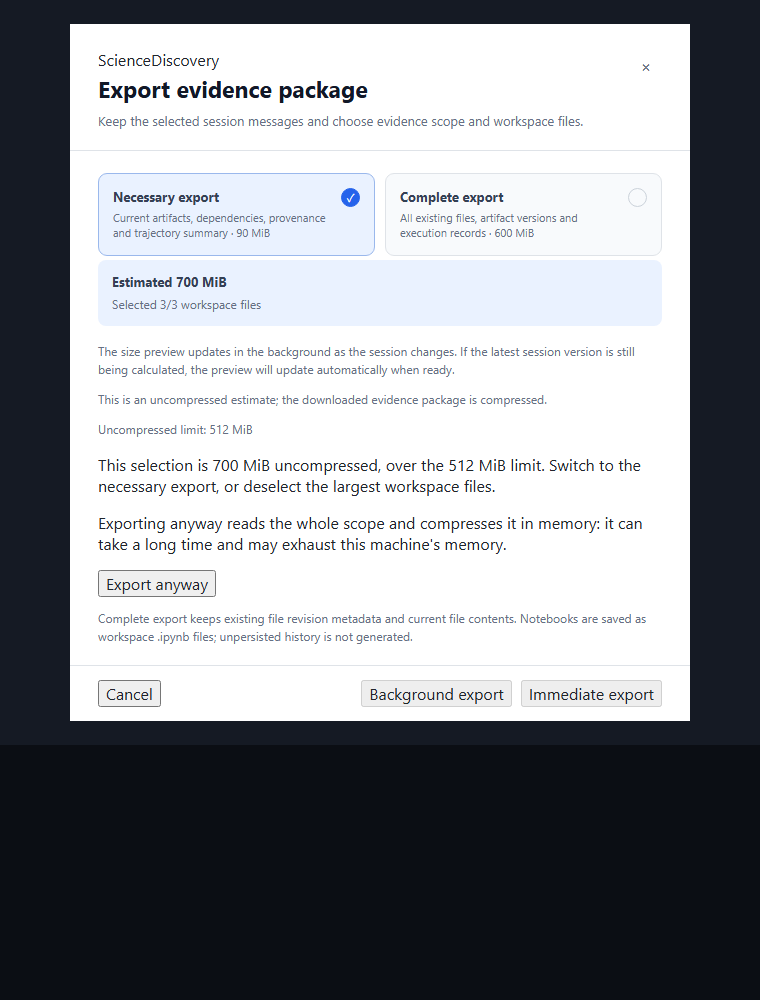 ScienceDiscovery
×
Export evidence package
Keep the selected session messages and choose evidence scope and workspace files.
Necessary export
✓
Current artifacts, dependencies, provenance
and trajectory summary · 90 MiB
Complete export
All existing files, artifact versions and
execution records · 600 MiB
Estimated 700 MiB
Selected 3/3 workspace files
The size preview updates in the background as the session changes. If the latest session version is still
being calculated, the preview will update automatically when ready.
This is an uncompressed estimate; the downloaded evidence package is compressed.
Uncompressed limit: 512 MiB
This selection is 700 MiB uncompressed, over the 512 MiB limit. Switch to the
necessary export, or deselect the largest workspace files.
Exporting anyway reads the whole scope and compresses it in memory: it can
take a long time and may exhaust this machine's memory.
Export anyway
Complete export keeps existing file revision metadata and current file contents. Notebooks are saved as
workspace .ipynb files; unpersisted history is not generated.
Cancel
Background export
Immediate export